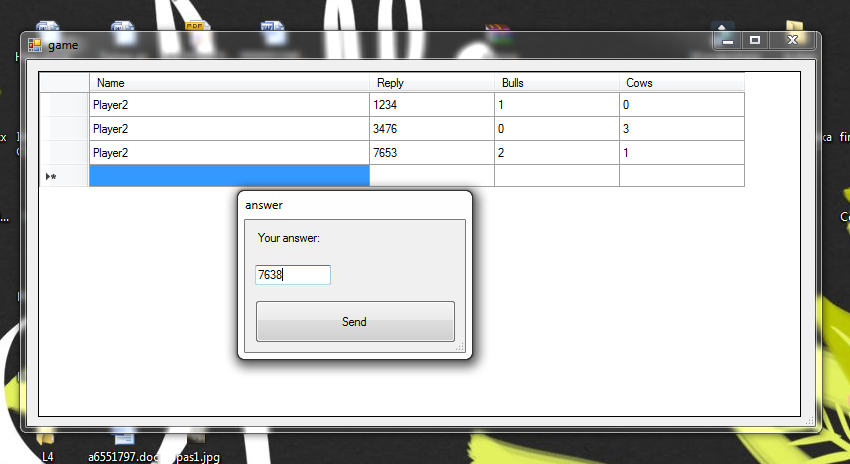 game
Name Reply Bulls Cows
Player2 1234 1 0
Player2 3476 0 3
Player2 7653 2 1
answer
Your answer:
7638
Send
L4
a6551797.doc
pas1.jpg